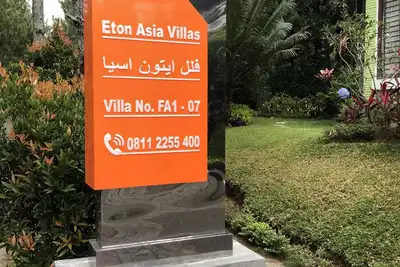 Eton Asia Villas
فلل ايتون اسيا
Villa No. FA1 - 07
0811 2255 400